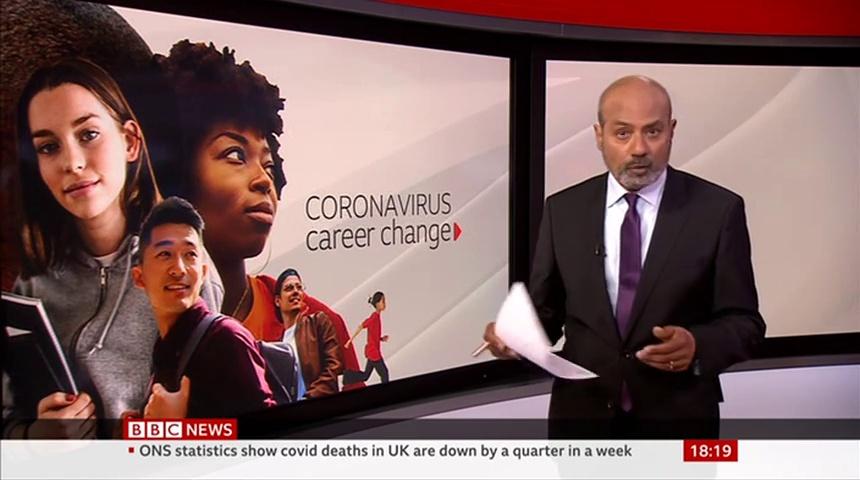 CORONAVIRUS
career change
BBC NEWS
ONS statistics show covid deaths in UK are down by a quarter in a week
18:19